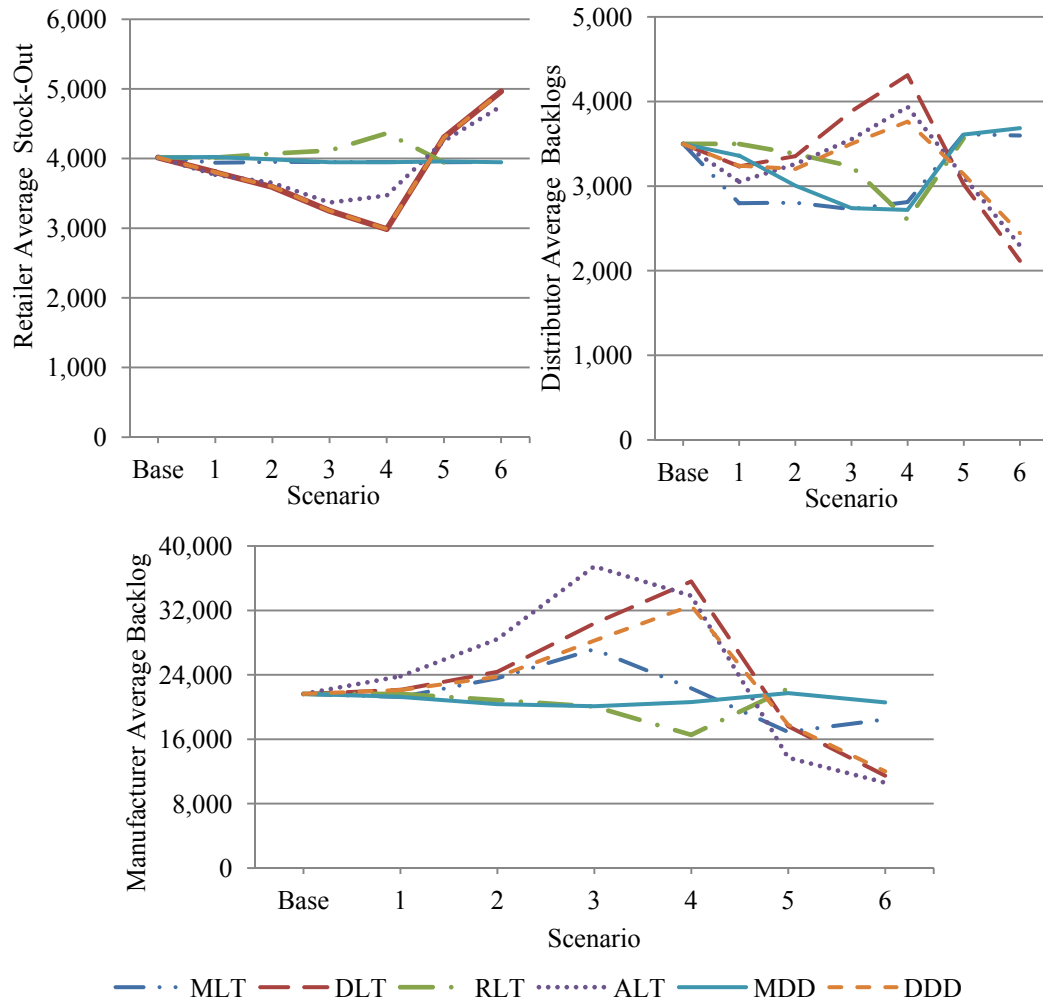 Retailer Average Stock-Out
6,000
5,000
4,000
3,000
2,000
1,000
0
Base 1 2 3 4 5 6
Scenario
Distributor Average Backlogs
5,000
4,000
3,000
2,000
1,000
0
Base 1 2 3 4 5 6
Scenario
Manufacturer Average Backlog
40,000
32,000
24,000
16,000
8,000
0
Base 1 2 3 4 5 6
Scenario
MLT DLT RLT ALT MDD DDD